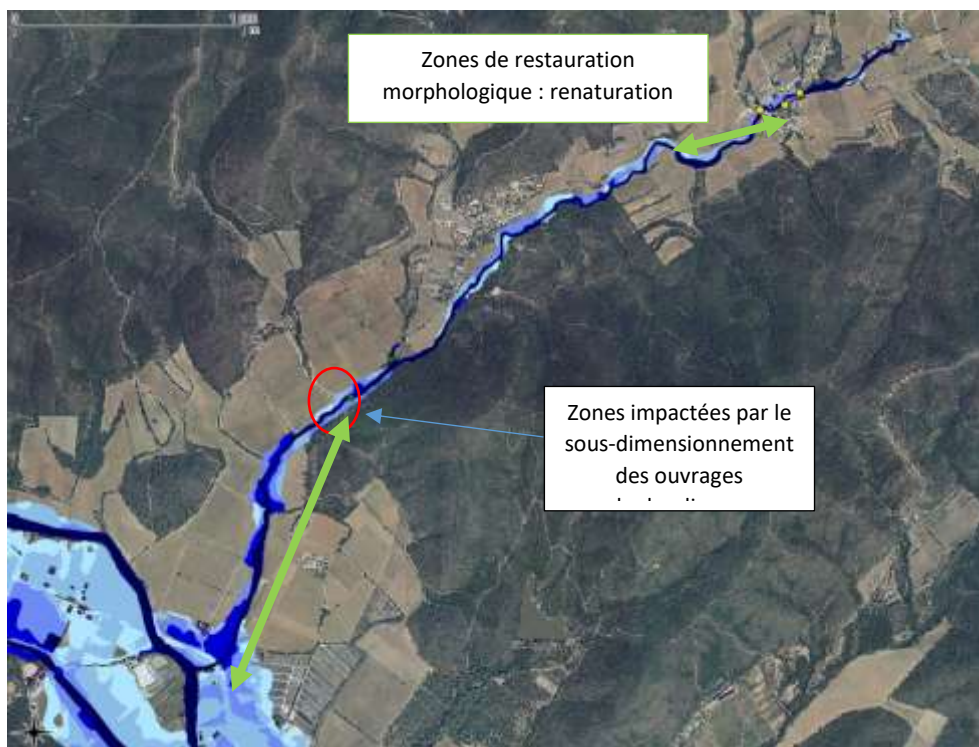 Zones de restauration
morphologique : renaturation
Zones impactées par le
sous-dimensionnement
des ouvrages